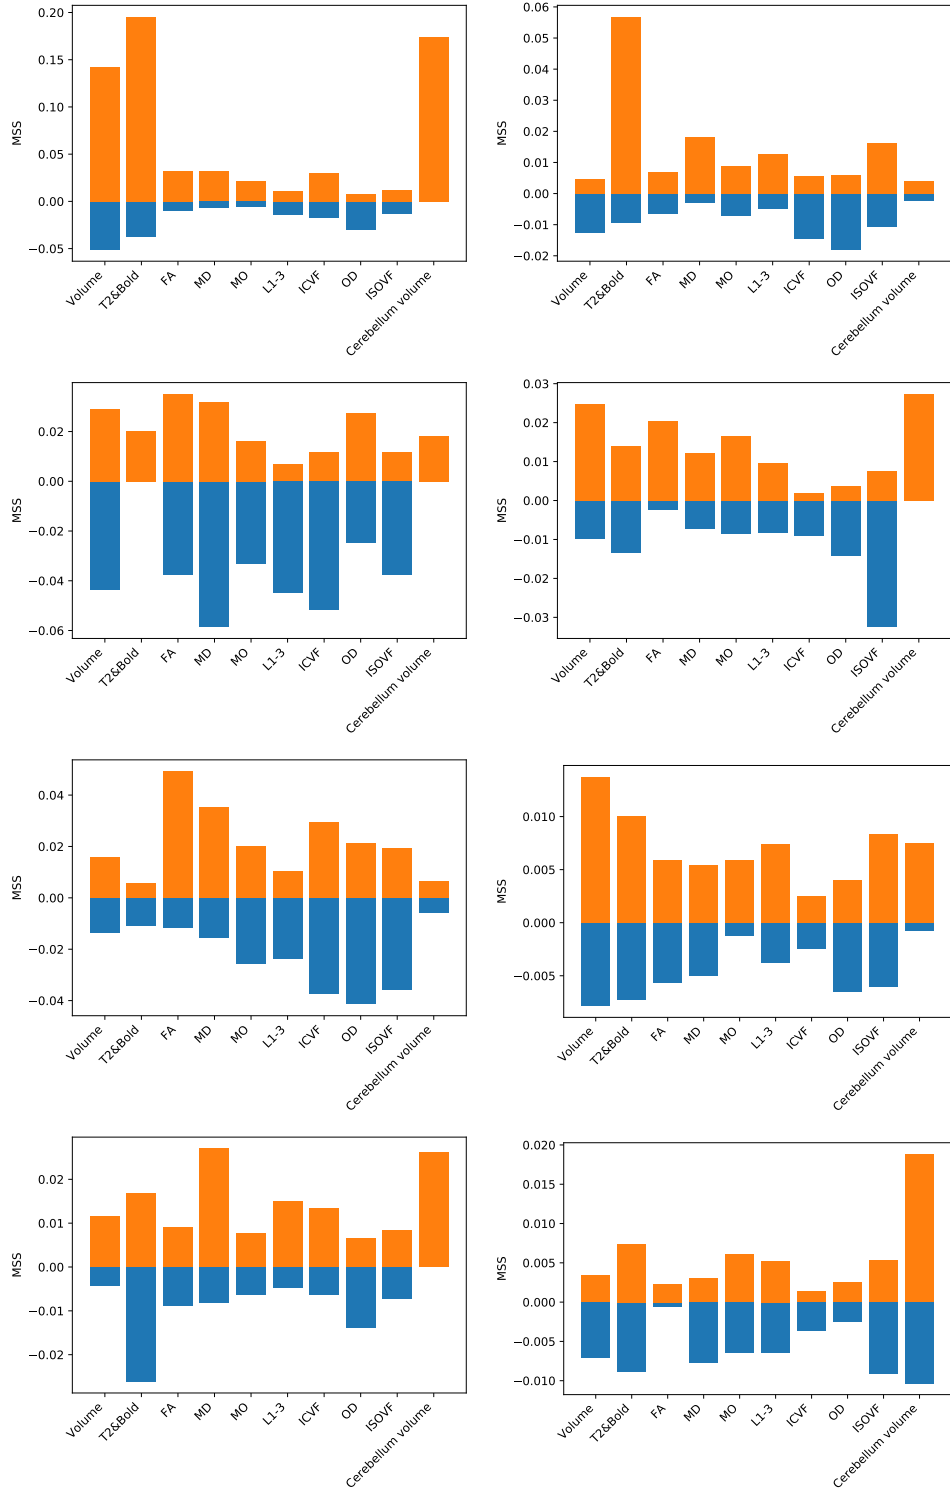 MSS
0.20
0.15
0.10
0.05
0.00
−0.05
Volume
T2&Bold
FA
MD
MO
L1-3
ICVF
OD
ISOVF
Cerebellum volume
MSS
0.06
0.05
0.04
0.03
0.02
0.01
0.00
−0.01
−0.02
Volume
T2&Bold
FA
MD
MO
L1-3
ICVF
OD
ISOVF
Cerebellum volume
MSS
0.02
0.00
−0.02
−0.04
−0.06
Volume
T2&Bold
FA
MD
MO
L1-3
ICVF
OD
ISOVF
Cerebellum volume
MSS
0.03
0.02
0.01
0.00
−0.01
−0.02
−0.03
Volume
T2&Bold
FA
MD
MO
L1-3
ICVF
OD
ISOVF
Cerebellum volume
MSS
0.04
0.02
0.00
−0.02
−0.04
Volume
T2&Bold
FA
MD
MO
L1-3
ICVF
OD
ISOVF
Cerebellum volume
MSS
0.010
0.005
0.000
−0.005
Volume
T2&Bold
FA
MD
MO
L1-3
ICVF
OD
ISOVF
Cerebellum volume
MSS
0.02
0.01
0.00
−0.01
−0.02
Volume
T2&Bold
FA
MD
MO
L1-3
ICVF
OD
ISOVF
Cerebellum volume
MSS
0.020
0.015
0.010
0.005
0.000
−0.005
−0.010
Volume
T2&Bold
FA
MD
MO
L1-3
ICVF
OD
ISOVF
Cerebellum volume